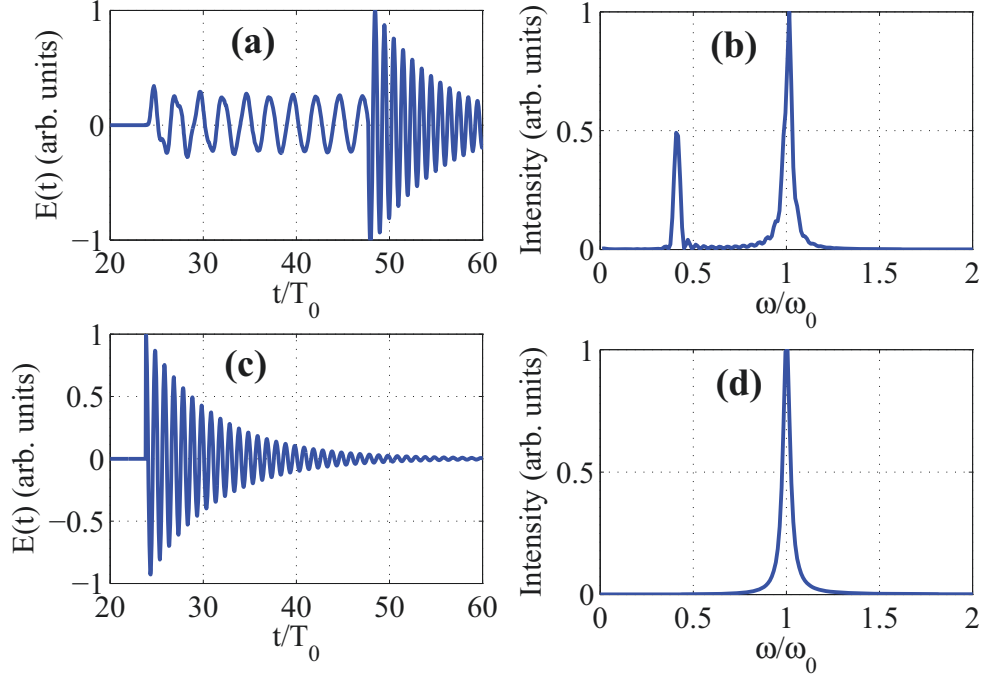 (a)
E(t) (arb. units)
1
0
−1
20 30 40 50 60
t/T0
(b)
Intensity (arb. units)
1
0.5
0
0 0.5 1 1.5 2
ω/ω0
(c)
E(t) (arb. units)
1
0.5
0
−0.5
−1
20 30 40 50 60
t/T0
(d)
Intensity (arb. units)
1
0.5
0
0 0.5 1 1.5 2
ω/ω0